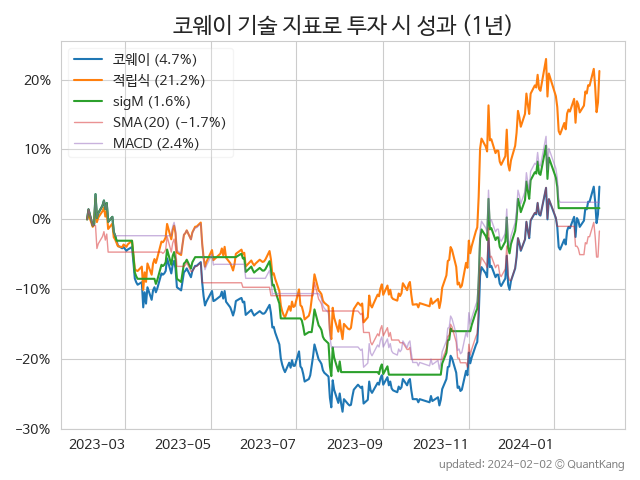 코웨이 기술 지표로 투자 시 성과 (1년)
코웨이 (4.7%)
적립식 (21.2%)
sigM (1.6%)
SMA(20) (−1.7%)
MACD (2.4%)
20%
10%
0%
−10%
−20%
−30%
2023-03 2023-05 2023-07 2023-09 2023-11 2024-01
updated: 2024-02-02 © QuantKang